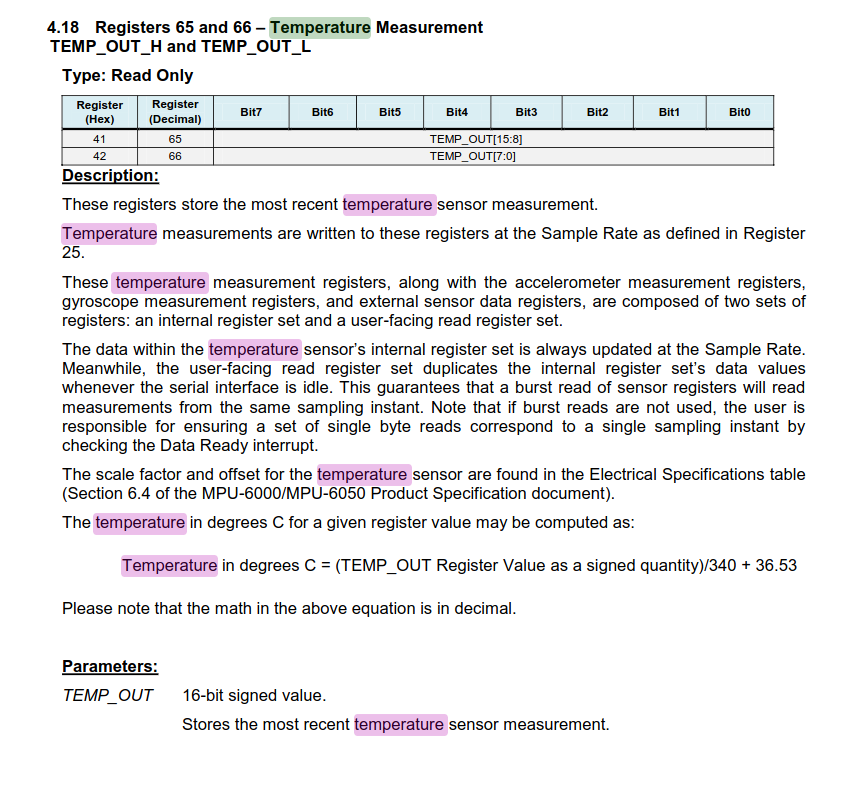 4.18 Registers 65 and 66 – Temperature Measurement
TEMP_OUT_H and TEMP_OUT_L
Type: Read Only
Register (Hex) Register (Decimal) Bit7 Bit6 Bit5 Bit4 Bit3 Bit2 Bit1 Bit0
41 65 TEMP_OUT[15:8]
42 66 TEMP_OUT[7:0]
Description:
These registers store the most recent temperature sensor measurement.
Temperature measurements are written to these registers at the Sample Rate as defined in Register
25.
These temperature measurement registers, along with the accelerometer measurement registers,
gyroscope measurement registers, and external sensor data registers, are composed of two sets of
registers: an internal register set and a user-facing read register set.
The data within the temperature sensor's internal register set is always updated at the Sample Rate.
Meanwhile, the user-facing read register set duplicates the internal register set's data values
whenever the serial interface is idle. This guarantees that a burst read of sensor registers will read
measurements from the same sampling instant. Note that if burst reads are not used, the user is
responsible for ensuring a set of single byte reads correspond to a single sampling instant by
checking the Data Ready interrupt.
The scale factor and offset for the temperature sensor are found in the Electrical Specifications table
(Section 6.4 of the MPU-6000/MPU-6050 Product Specification document).
The temperature in degrees C for a given register value may be computed as:
Temperature in degrees C = (TEMP_OUT Register Value as a signed quantity)/340 + 36.53
Please note that the math in the above equation is in decimal.
Parameters:
TEMP_OUT 16-bit signed value.
Stores the most recent temperature sensor measurement.